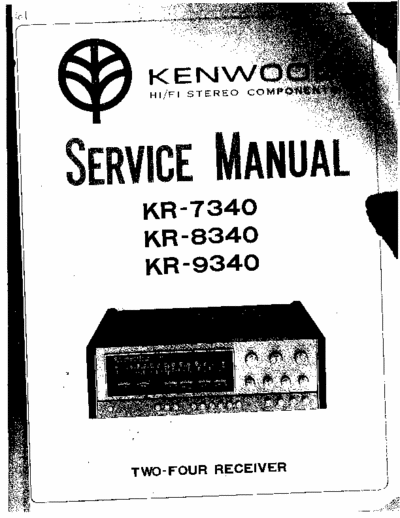 KENWOOD
HI/FI STEREO COMPONENTS
SERVICE MANUAL
KR-7340
KR-8340
KR-9340
TWO-FOUR RECEIVER